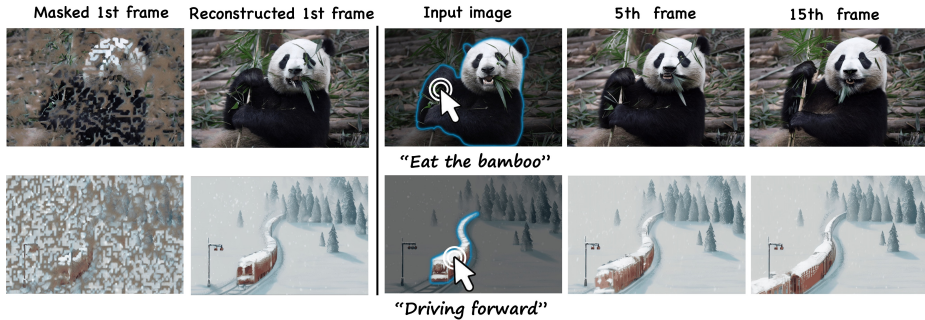 Masked 1st frame
Reconstructed 1st frame
Input image
5th frame
15th frame
“Eat the bamboo”
“Driving forward”